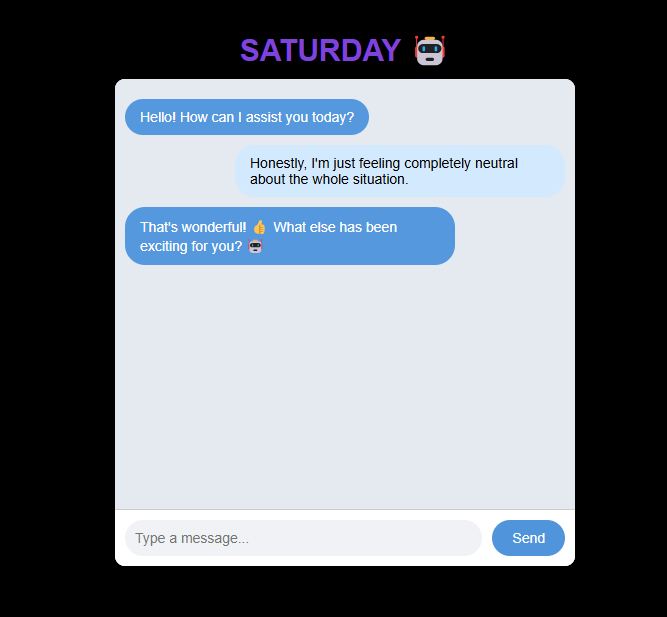 SATURDAY 🤖
Hello! How can I assist you today?
Honestly, I'm just feeling completely neutral
about the whole situation.
That's wonderful! 👍 What else has been
exciting for you? 🤖
Type a message...
Send